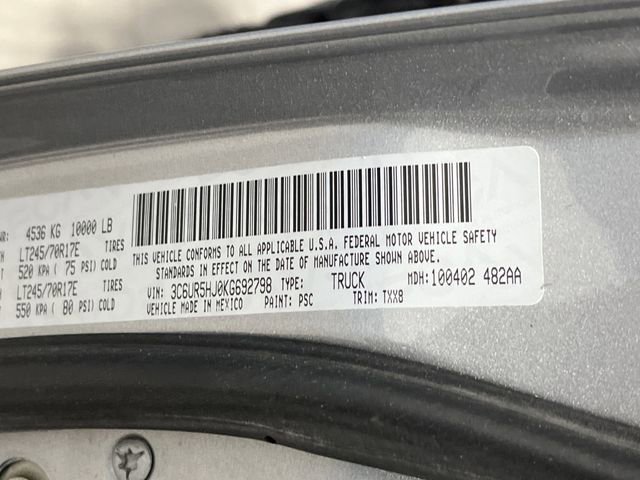 WR: 4536 KG 10000 LB
LT245/70R17E TIRES
520 KPA ( 75 PSI) COLD
LT245/70R17E TIRES
550 KPA ( 80 PSI) COLD
THIS VEHICLE CONFORMS TO ALL APPLICABLE U.S.A. FEDERAL MOTOR VEHICLE SAFETY
STANDARDS IN EFFECT ON THE DATE OF MANUFACTURE SHOWN ABOVE.
VIN: 3C6UR5HJ0KG692798 TYPE: TRUCK MDH: 100402 482AA
MADE IN MEXICO PAINT: PSC TRIM: TXX8